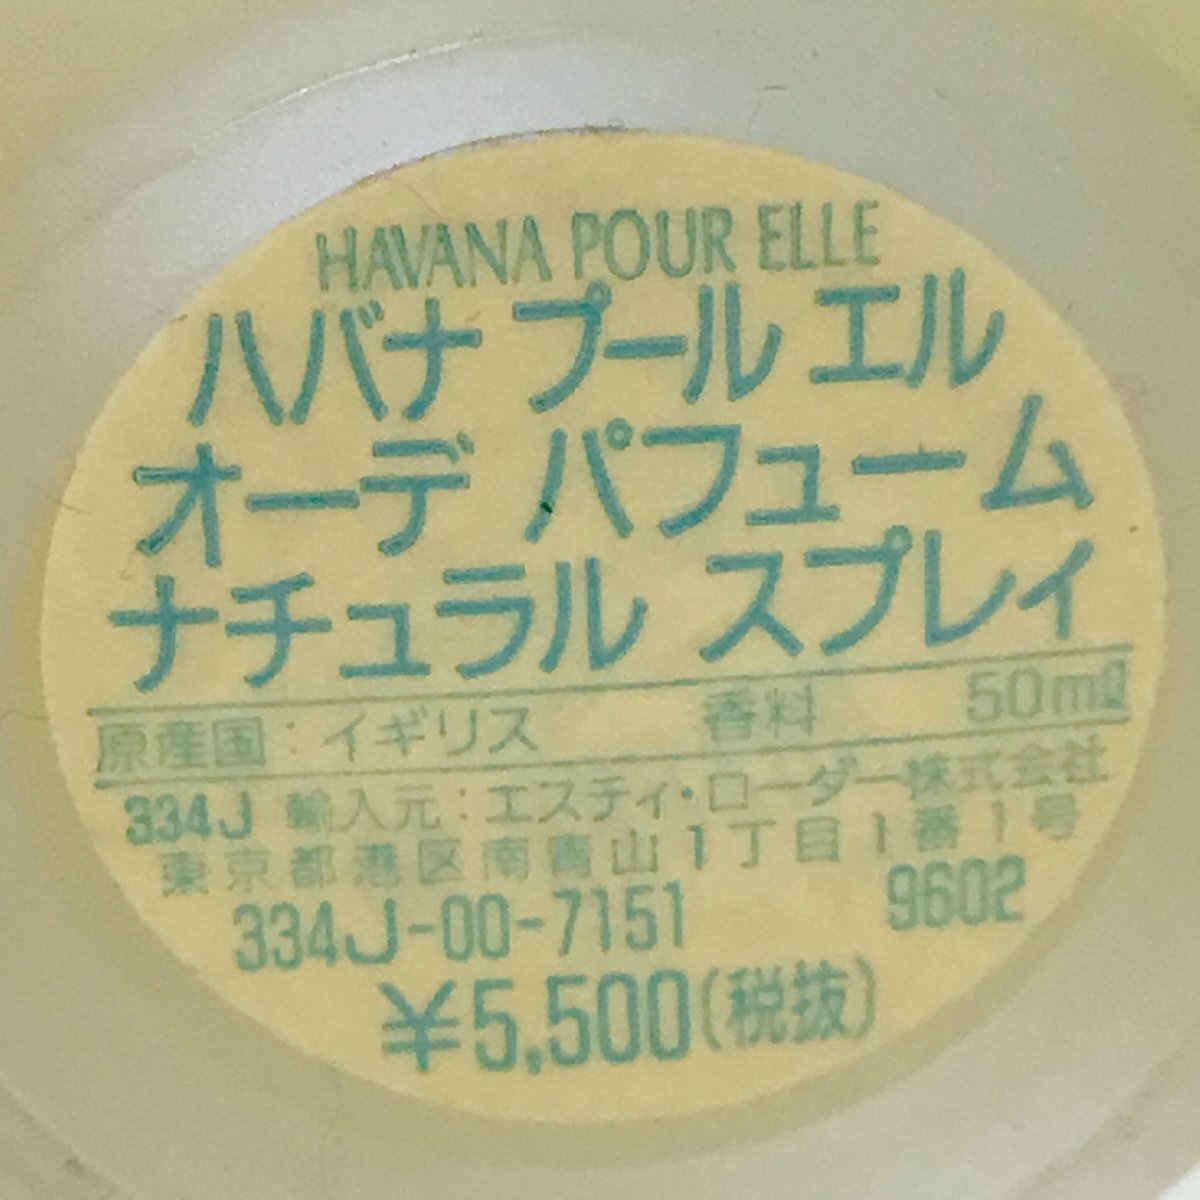 HAVANA POUR ELLE
ハバナ プール エル
オーデ パフューム
ナチュラル スプレイ
原産国：イギリス 香料 50mℓ
334J 輸入元：エスティ・ローダー株式会社
東京都港区南青山1丁目1番1号
334J-00-7151 9602
¥5,500(税抜)